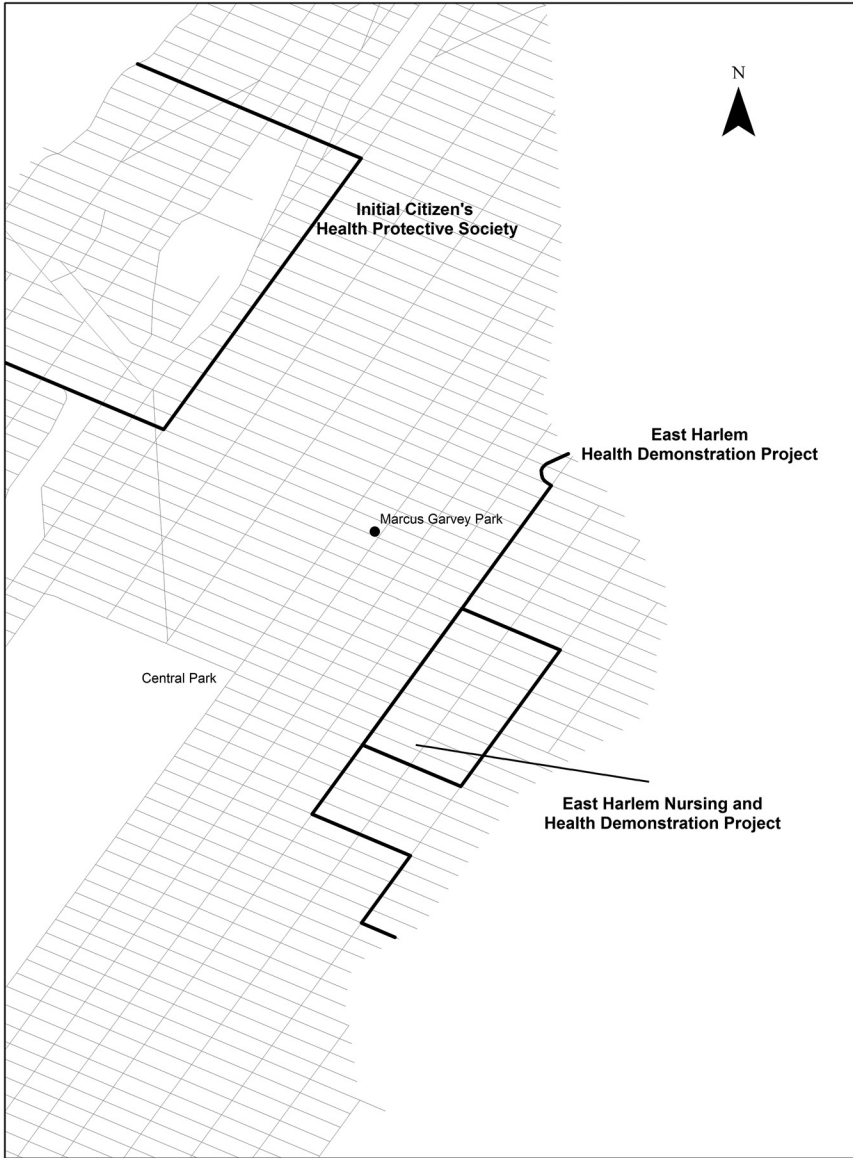 N
Initial Citizen's
Health Protective Society
East Harlem
Health Demonstration Project
Marcus Garvey Park
Central Park
East Harlem Nursing and
Health Demonstration Project